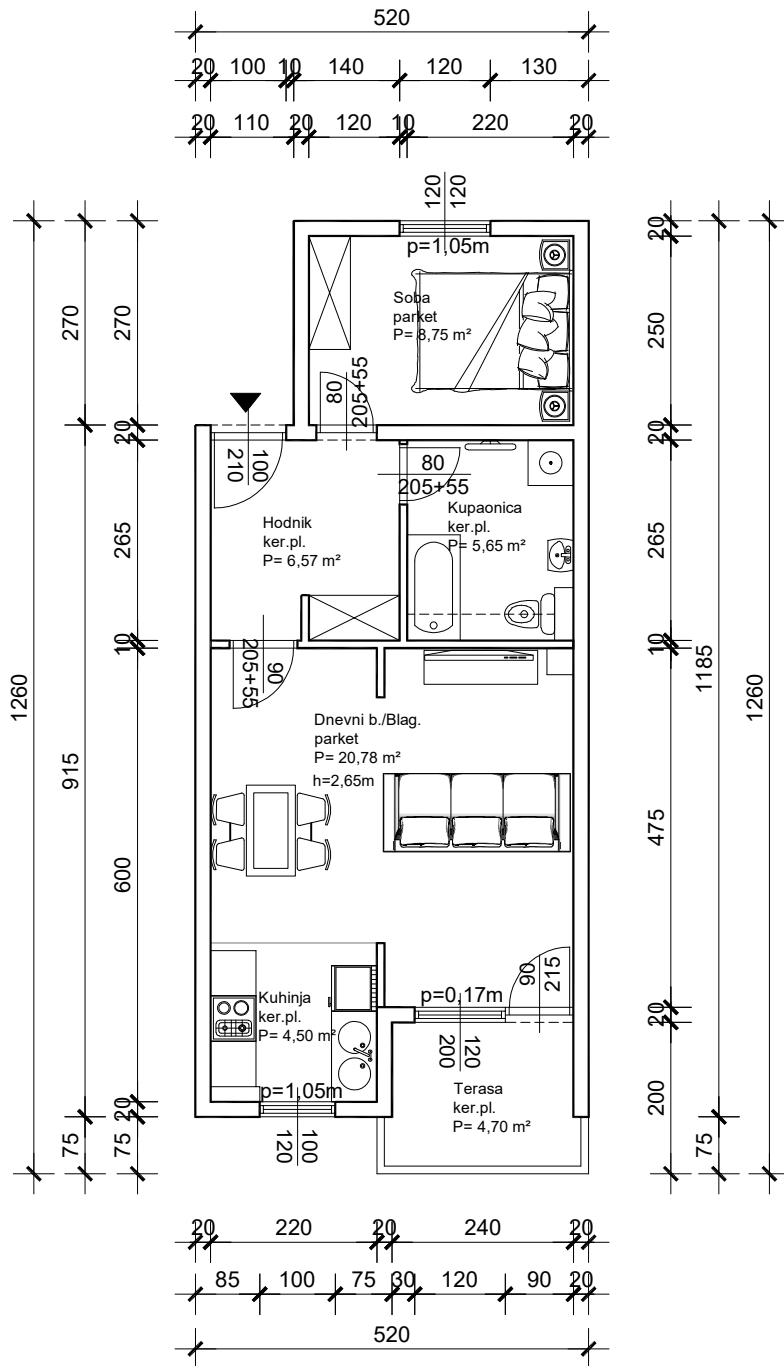 520
20 100 10 140 120 130
20 110 20 120 10 220 20
120
120
p=1,05m
Soba
parket
P= 8,75 m²
80
205+55
100
210
80
205+55
Hodnik
ker.pl.
P= 6,57 m²
Kupaonica
ker.pl.
P= 5,65 m²
90
205+55
Dnevni b./Blag.
parket
P= 20,78 m²
h=2,65m
90
215
p=0,17m
120
200
Kuhinja
ker.pl.
P= 4,50 m²
p=1,05m
100
120
Terasa
ker.pl.
P= 4,70 m²
1260
270
915
75
270
20
265
10
600
20
75
20
250
20
265
10
475
20
200
1185
75
1260
20 220 20 240 20
85 100 75 30 120 90 20
520